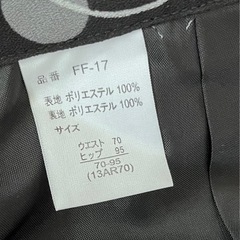 品番 FF-17
表地 ポリエステル 100%
裏地 ポリエステル 100%
サイズ
ウエスト 70
ヒップ 95
70-95
(13AR70)